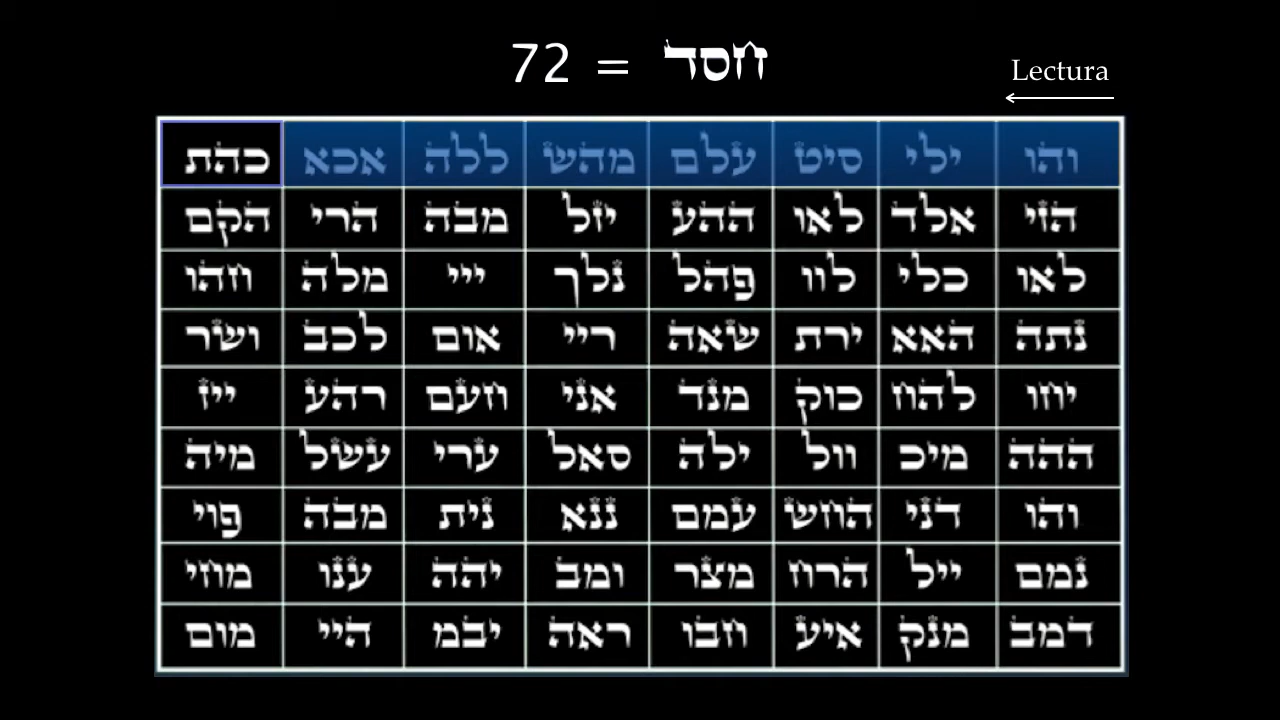 72 = חסד
Lectura
והו ילי סיט עלם מהש ללה אכא כהת
הזי אלד לאו ההע יזל מבה הרי הקם
לאו כלי לוו פהל נלך ייי מלה חהו
נתה האא ירת שאה ריי אום לכב ושר
יחו להח כוק מנד אני חעם רהע ייז
ההה מיכ וול ילה סאל ערי עשל מיה
והו דני החש עמם ננא נית מבה פוי
נמם ייל הרח מצר ומב יהה ענו מחי
דמב מנק איע חבו ראה יבמ היי מום